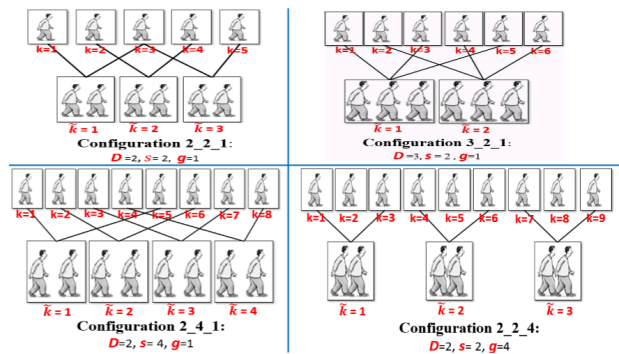 k=1 k=2 k=3 k=4 k=5
k̃ = 1 k̃ = 2 k̃ = 3
Configuration 2_2_1:
D=2, s= 2, g=1
k=1 k=2 k=3 k=4 k=5 k=6
k̃ = 1 k̃ = 2
Configuration 3_2_1:
D=3, s = 2 , g=1
k=1 k=2 k=3 k=4 k=5 k=6 k=7 k=8
k̃ = 1 k̃ = 2 k̃ = 3 k̃ = 4
Configuration 2_4_1:
D=2, s= 4, g=1
k=1 k=2 k=3 k=4 k=5 k=6 k=7 k=8 k=9
k̃ = 1 k̃ = 2 k̃ = 3
Configuration 2_2_4:
D=2, s= 2, g=4